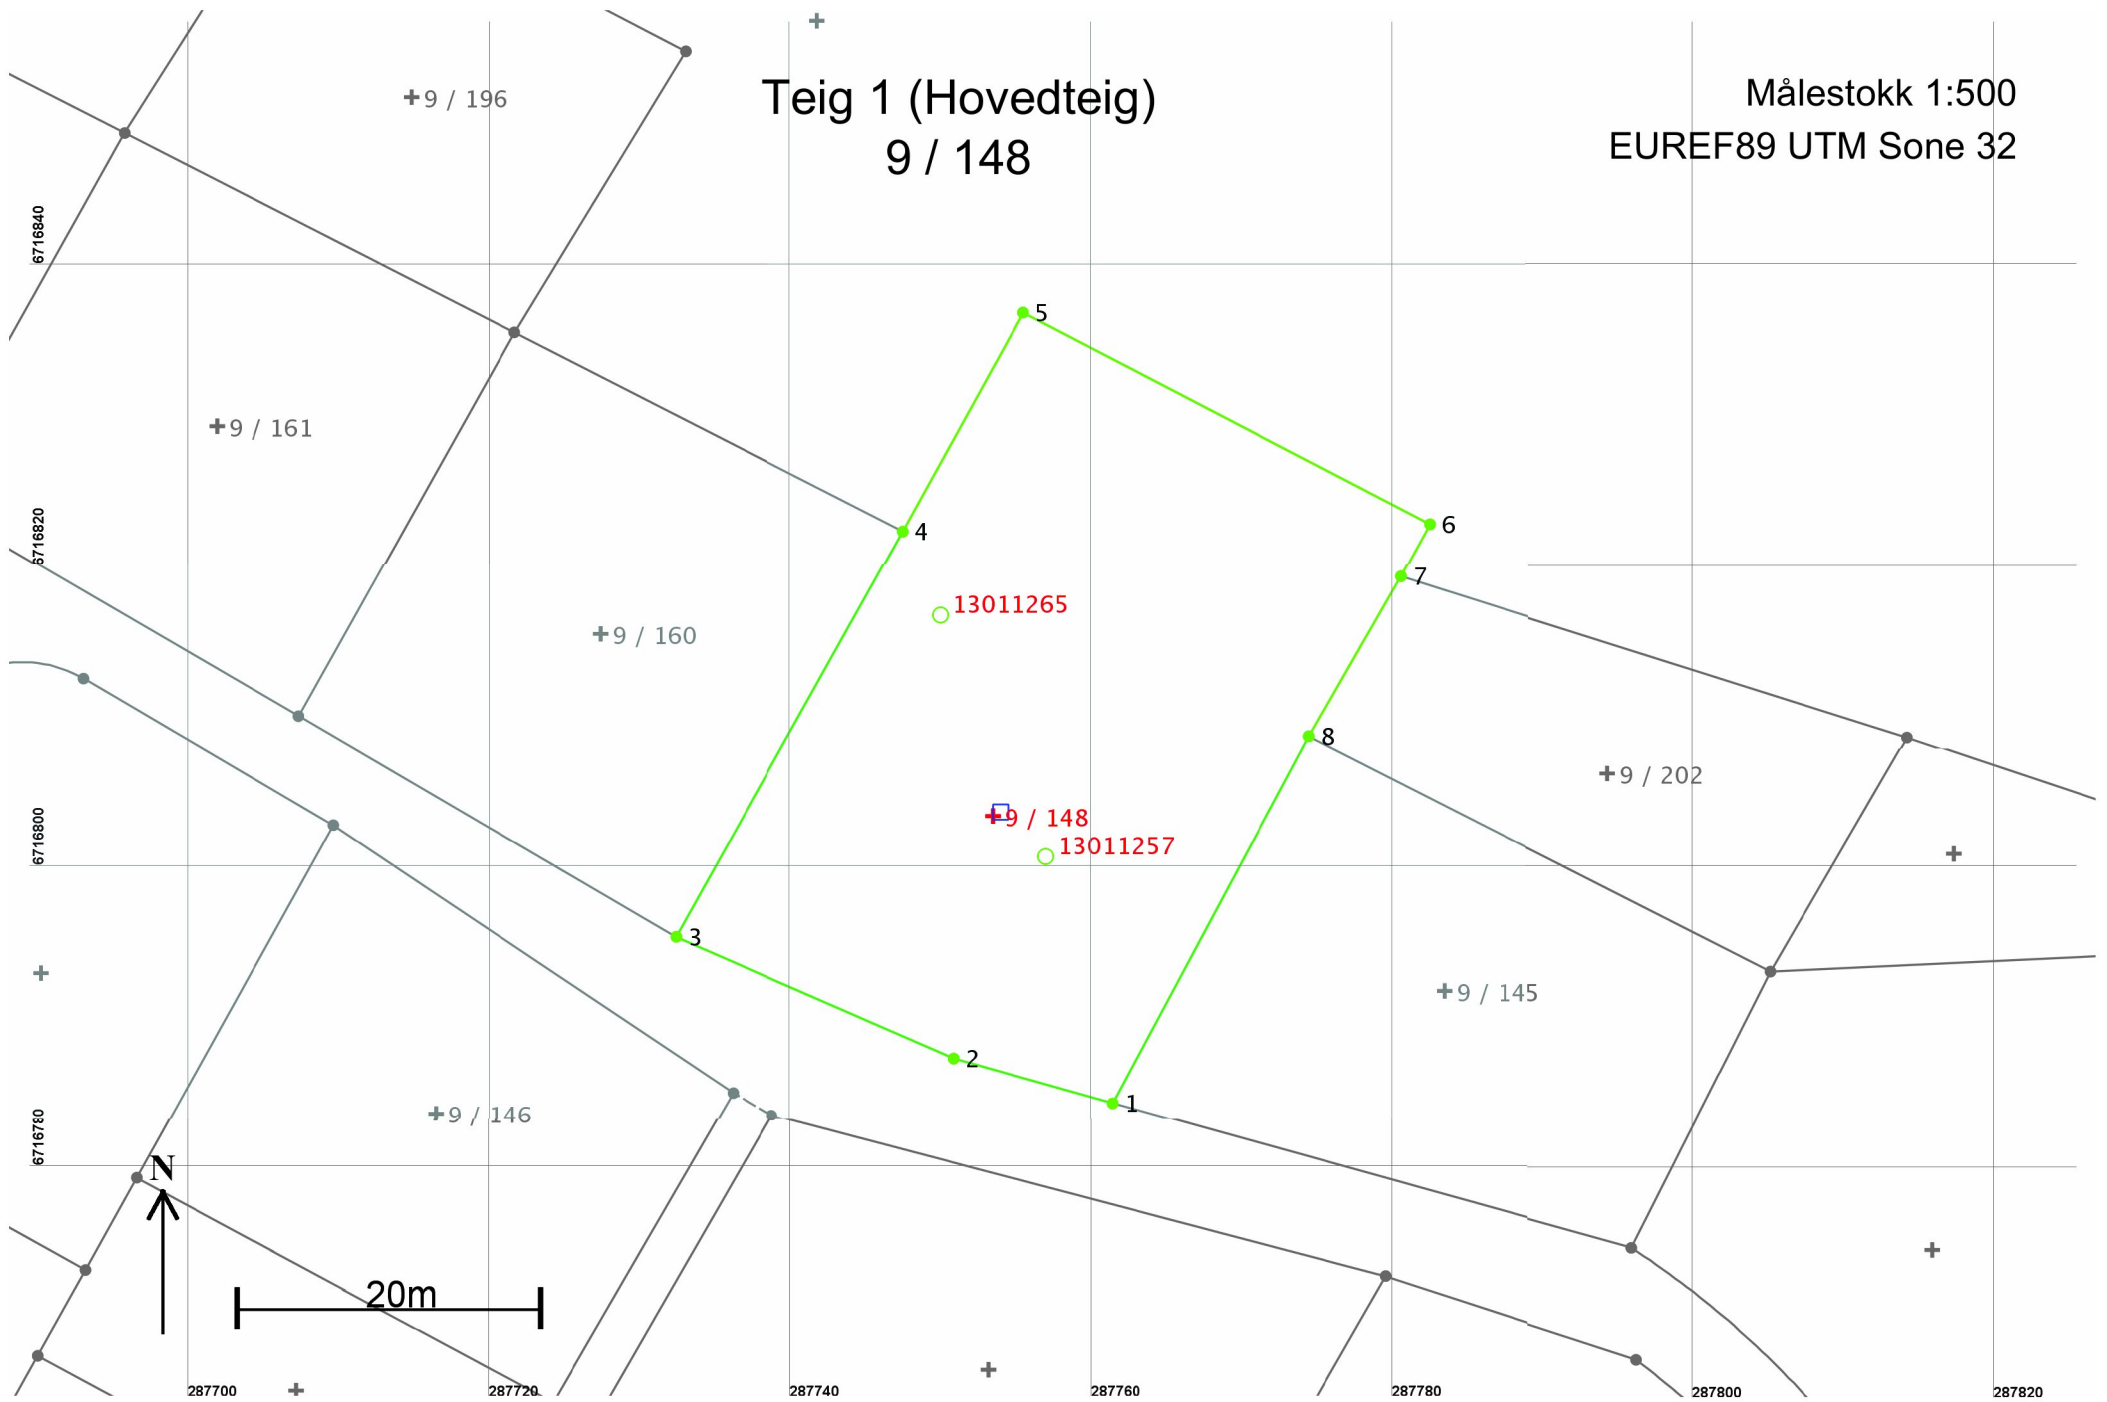 Teig 1 (Hovedteig)
9 / 148
Målestokk 1:500
EUREF89 UTM Sone 32
9 / 196
6716840
5
9 / 161
6716820
4
6
7
13011265
9 / 160
8
9 / 202
9 / 148
13011257
6716800
3
9 / 145
2
1
9 / 146
6716780
N
20m
287700
287720
287740
287760
287780
287800
287820